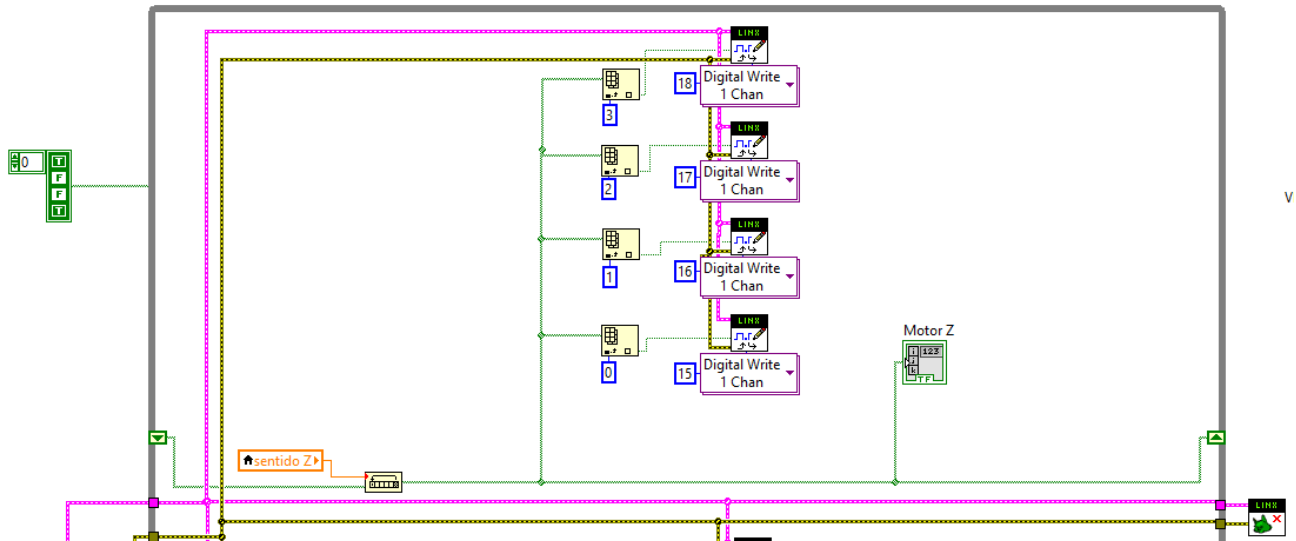 LINX
18
Digital Write
1 Chan
3
LINX
17
Digital Write
1 Chan
2
0
T
F
F
T
V
LINX
16
Digital Write
1 Chan
1
LINX
15
Digital Write
1 Chan
0
Motor Z
i 123
j
k
TF
sentido Z
LINX